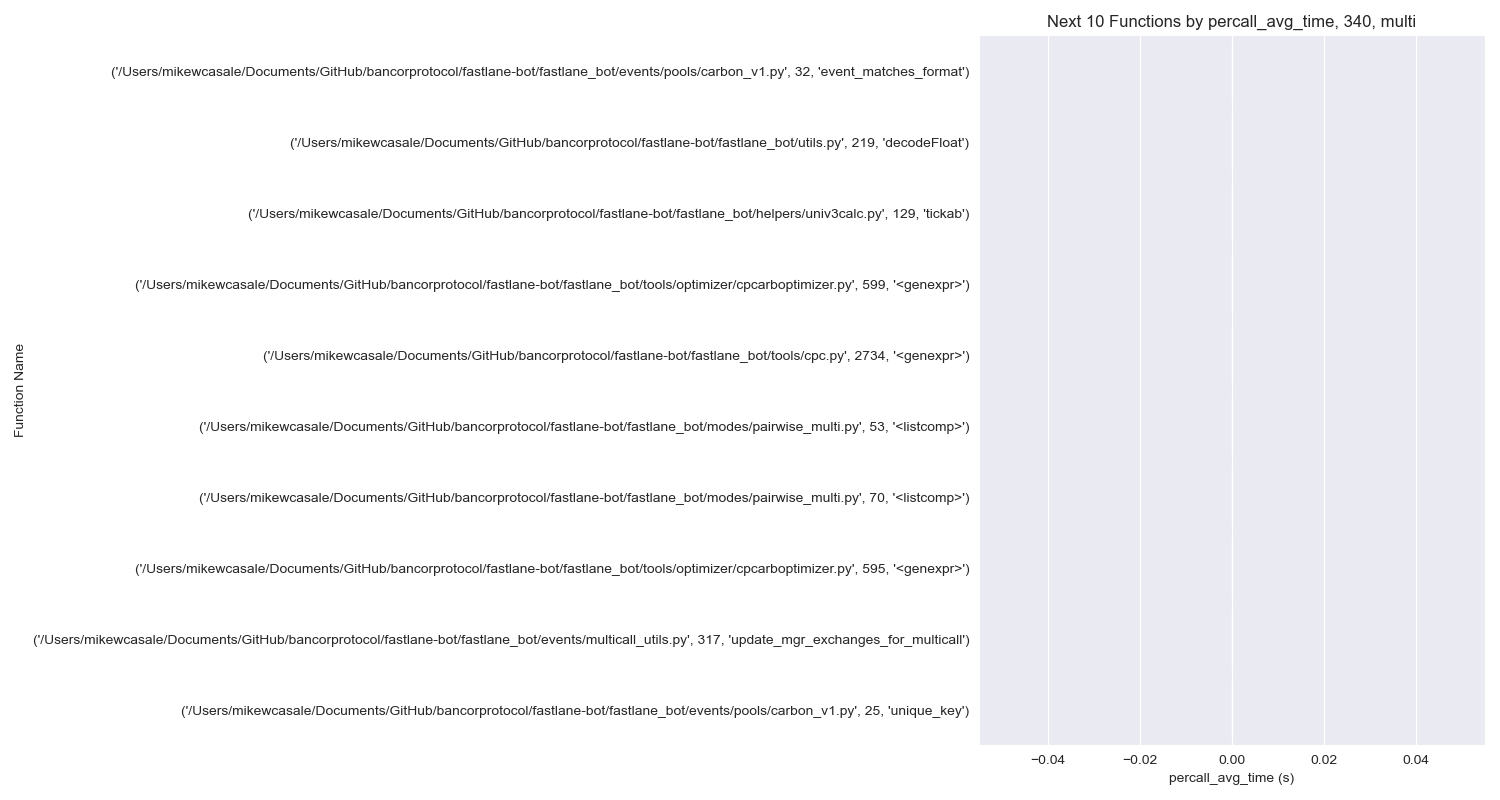 Next 10 Functions by percall_avg_time, 340, multi
('/Users/mikewcasale/Documents/GitHub/bancorprotocol/fastlane-bot/fastlane_bot/events/pools/carbon_v1.py', 32, 'event_matches_format')
('/Users/mikewcasale/Documents/GitHub/bancorprotocol/fastlane-bot/fastlane_bot/utils.py', 219, 'decodeFloat')
('/Users/mikewcasale/Documents/GitHub/bancorprotocol/fastlane-bot/fastlane_bot/helpers/univ3calc.py', 129, 'tickab')
('/Users/mikewcasale/Documents/GitHub/bancorprotocol/fastlane-bot/fastlane_bot/tools/optimizer/cpcarboptimizer.py', 599, '<genexpr>')
('/Users/mikewcasale/Documents/GitHub/bancorprotocol/fastlane-bot/fastlane_bot/tools/cpc.py', 2734, '<genexpr>')
('/Users/mikewcasale/Documents/GitHub/bancorprotocol/fastlane-bot/fastlane_bot/modes/pairwise_multi.py', 53, '<listcomp>')
('/Users/mikewcasale/Documents/GitHub/bancorprotocol/fastlane-bot/fastlane_bot/modes/pairwise_multi.py', 70, '<listcomp>')
('/Users/mikewcasale/Documents/GitHub/bancorprotocol/fastlane-bot/fastlane_bot/tools/optimizer/cpcarboptimizer.py', 595, '<genexpr>')
('/Users/mikewcasale/Documents/GitHub/bancorprotocol/fastlane-bot/fastlane_bot/events/multicall_utils.py', 317, 'update_mgr_exchanges_for_multicall')
('/Users/mikewcasale/Documents/GitHub/bancorprotocol/fastlane-bot/fastlane_bot/events/pools/carbon_v1.py', 25, 'unique_key')
Function Name
−0.04 −0.02 0.00 0.02 0.04
percall_avg_time (s)